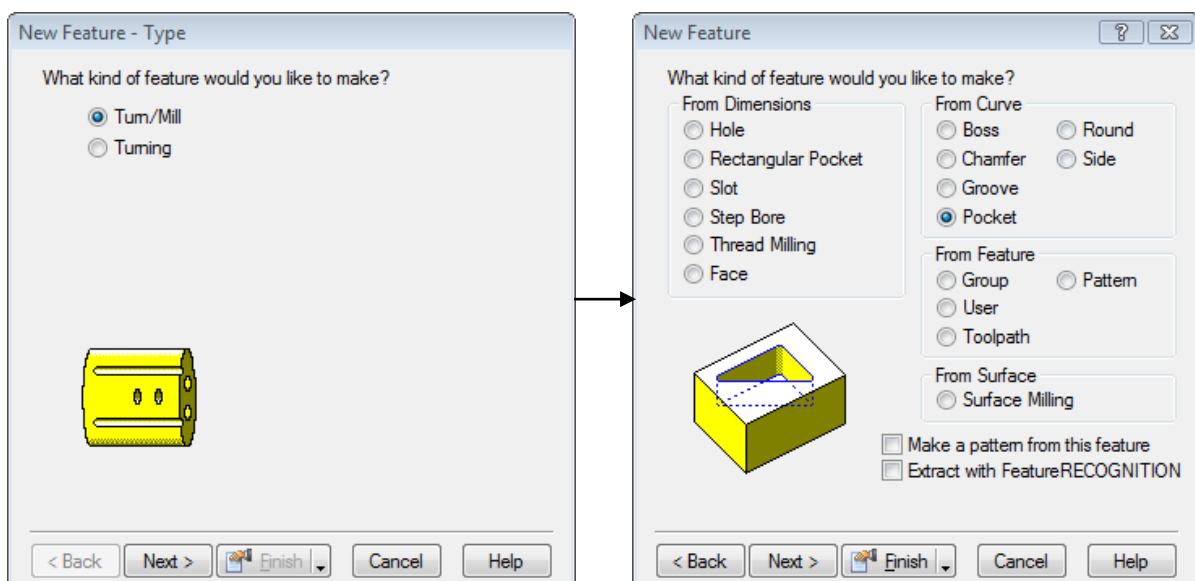 New Feature - Type
What kind of feature would you like to make?
Turn/Mill
Turning
< Back
Next >
Finish
Cancel
Help
New Feature
?
What kind of feature would you like to make?
From Dimensions
Hole
Rectangular Pocket
Slot
Step Bore
Thread Milling
Face
From Curve
Boss
Round
Chamfer
Side
Groove
Pocket
From Feature
Group
Pattern
User
Toolpath
From Surface
Surface Milling
Make a pattern from this feature
Extract with FeatureRECOGNITION
< Back
Next >
Finish
Cancel
Help